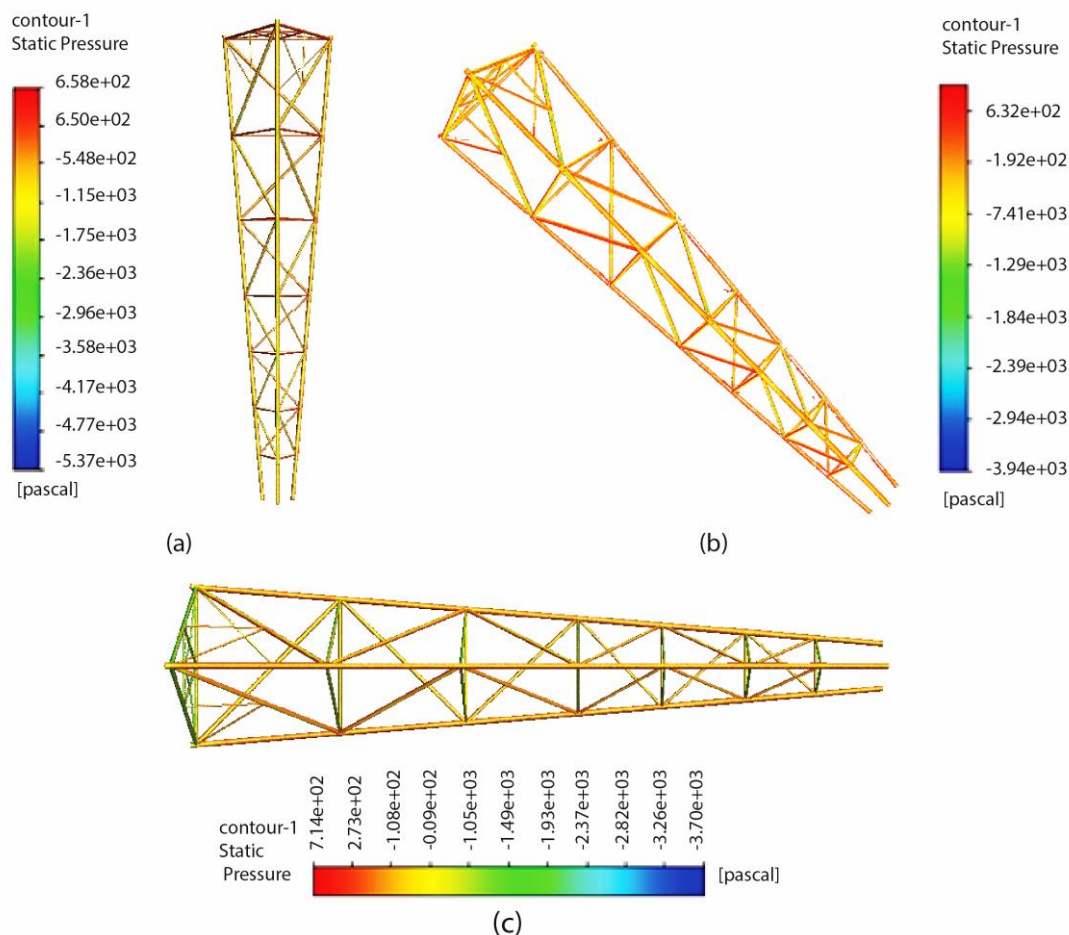 contour-1
Static Pressure
6.58e+02
6.50e+02
-5.48e+02
-1.15e+03
-1.75e+03
-2.36e+03
-2.96e+03
-3.58e+03
-4.17e+03
-4.77e+03
-5.37e+03
[pascal]
(a)
contour-1
Static Pressure
6.32e+02
-1.92e+02
-7.41e+03
-1.29e+03
-1.84e+03
-2.39e+03
-2.94e+03
-3.94e+03
[pascal]
(b)
7.14e+02
2.73e+02
-1.08e+02
-0.09e+02
-1.05e+03
-1.49e+03
-1.93e+03
-2.37e+03
-2.82e+03
-3.26e+03
-3.70e+03
contour-1
Static
Pressure
[pascal]
(c)